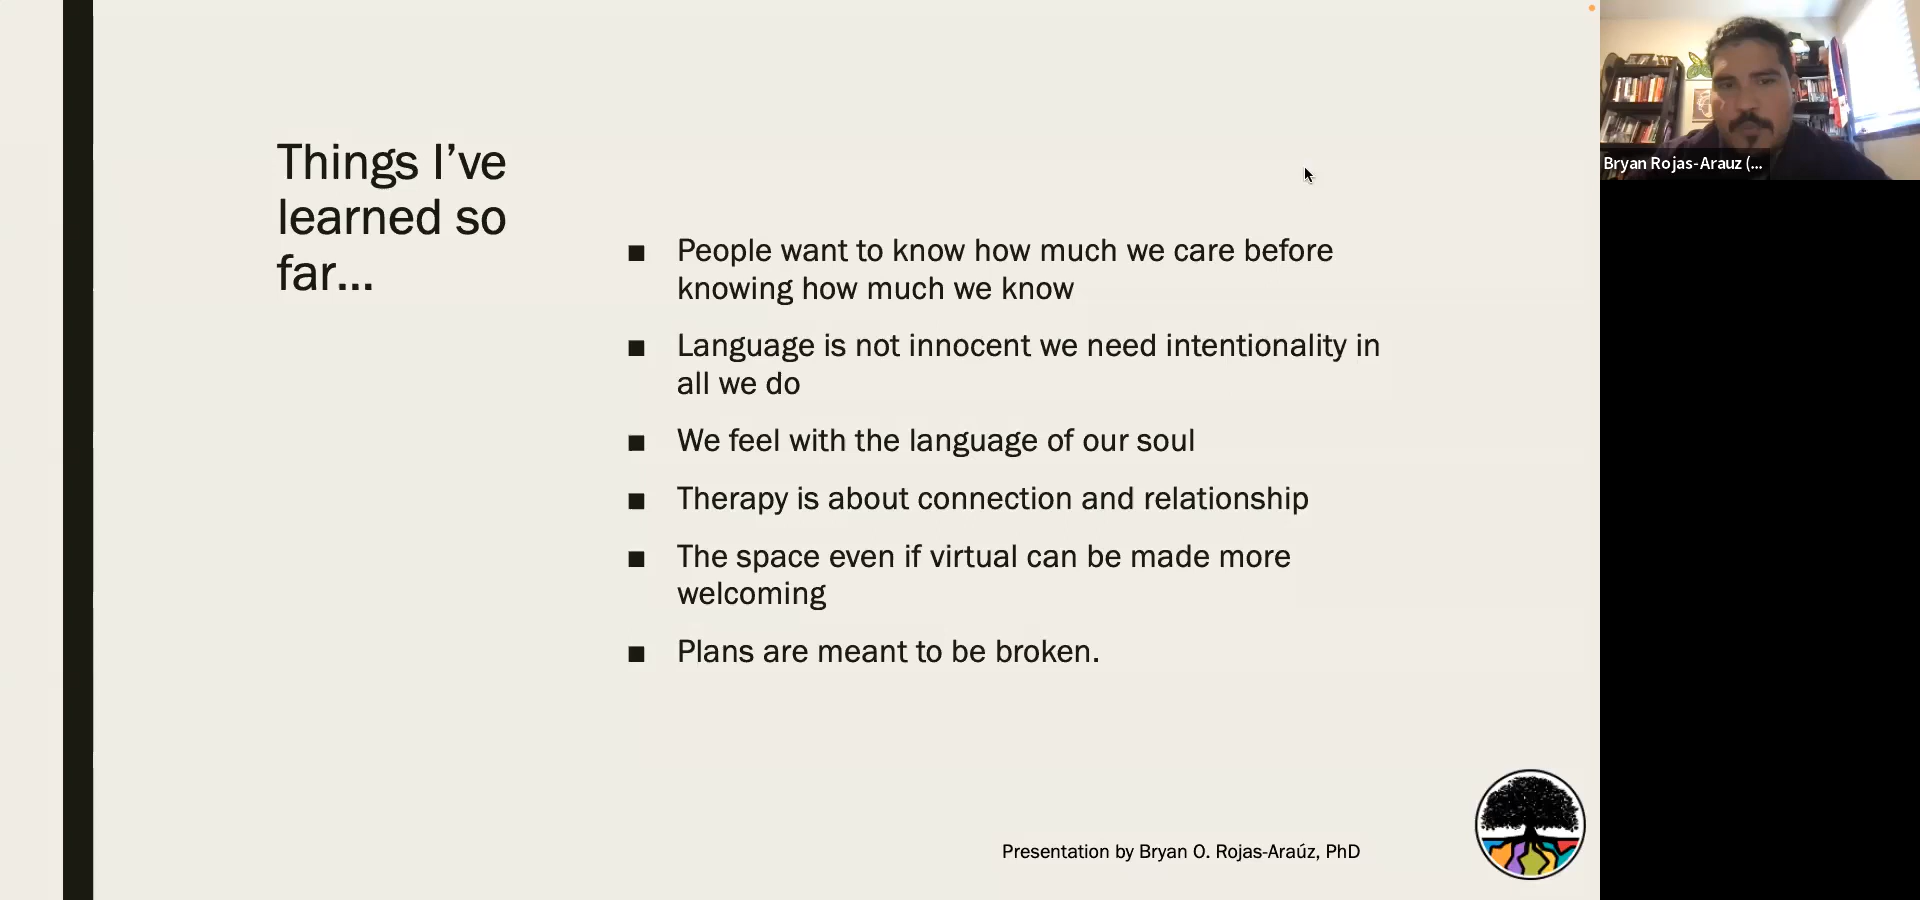 Things I’ve
learned so
far...
■ People want to know how much we care before
knowing how much we know
■ Language is not innocent we need intentionality in
all we do
■ We feel with the language of our soul
■ Therapy is about connection and relationship
■ The space even if virtual can be made more
welcoming
■ Plans are meant to be broken.
Presentation by Bryan O. Rojas-Araúz, PhD
Bryan Rojas-Arauz (...